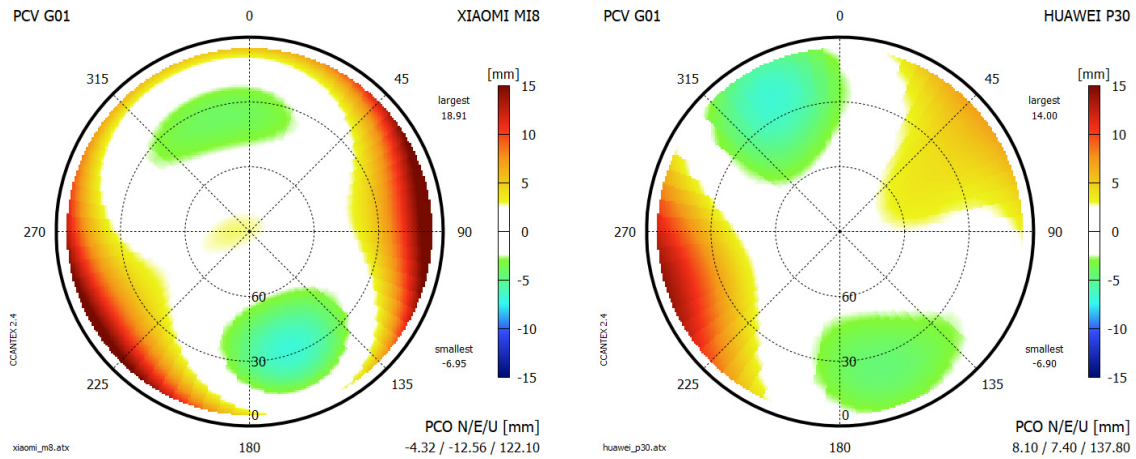 PCV G01
0
XIAOMI MI8
315
45
[mm]
largest
18.91
15
10
5
0
-5
-10
-15
270
90
60
30
0
CCANTEX 2.4
smallest
-6.95
225
135
PCO N/E/U [mm]
xiaomi_m8.atx
180
-4.32 / -12.56 / 122.10
PCV G01
0
HUAWEI P30
315
45
[mm]
largest
14.00
15
10
5
0
-5
-10
-15
270
90
60
30
0
CCANTEX 2.4
smallest
-6.90
225
135
PCO N/E/U [mm]
huawei_p30.atx
180
8.10 / 7.40 / 137.80